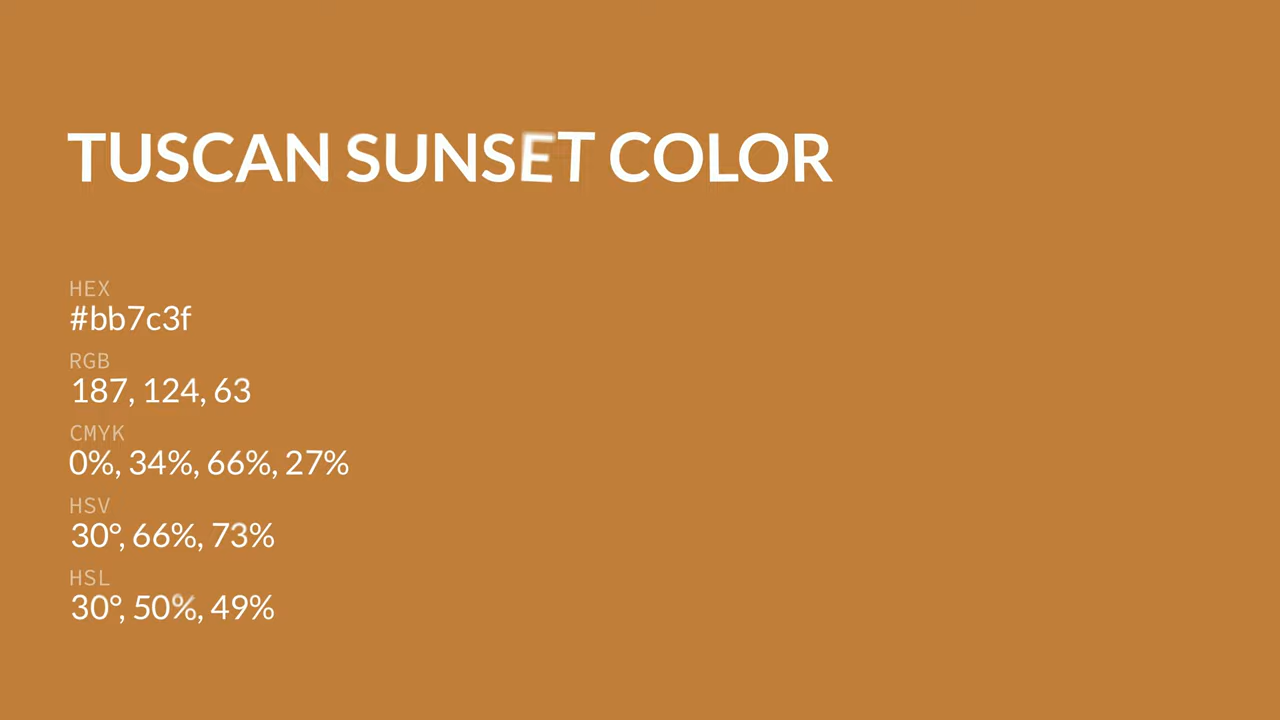 TUSCAN SUNSET COLOR
HEX
#bb7c3f
RGB
187, 124, 63
CMYK
0%, 34%, 66%, 27%
HSV
30°, 66%, 73%
HSL
30°, 50%, 49%